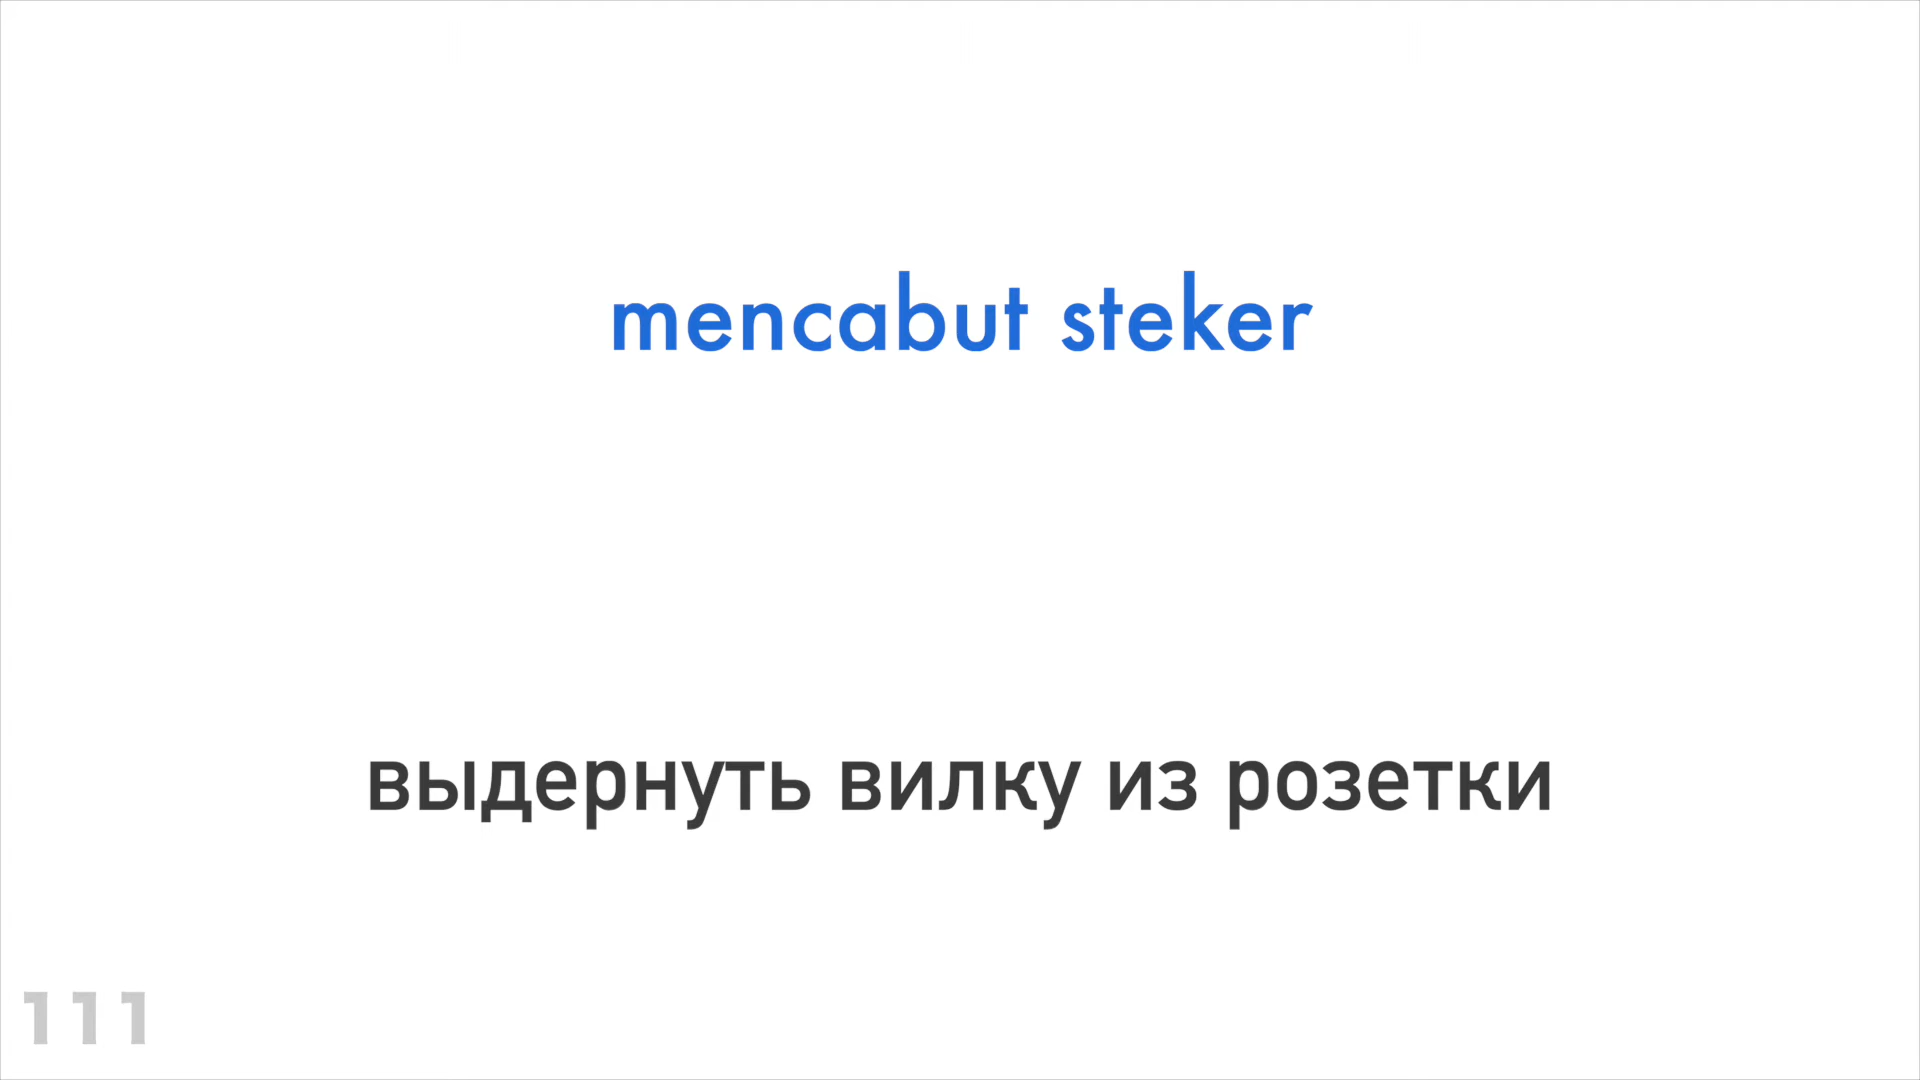 mencabut steker
выдернуть вилку из розетки
111